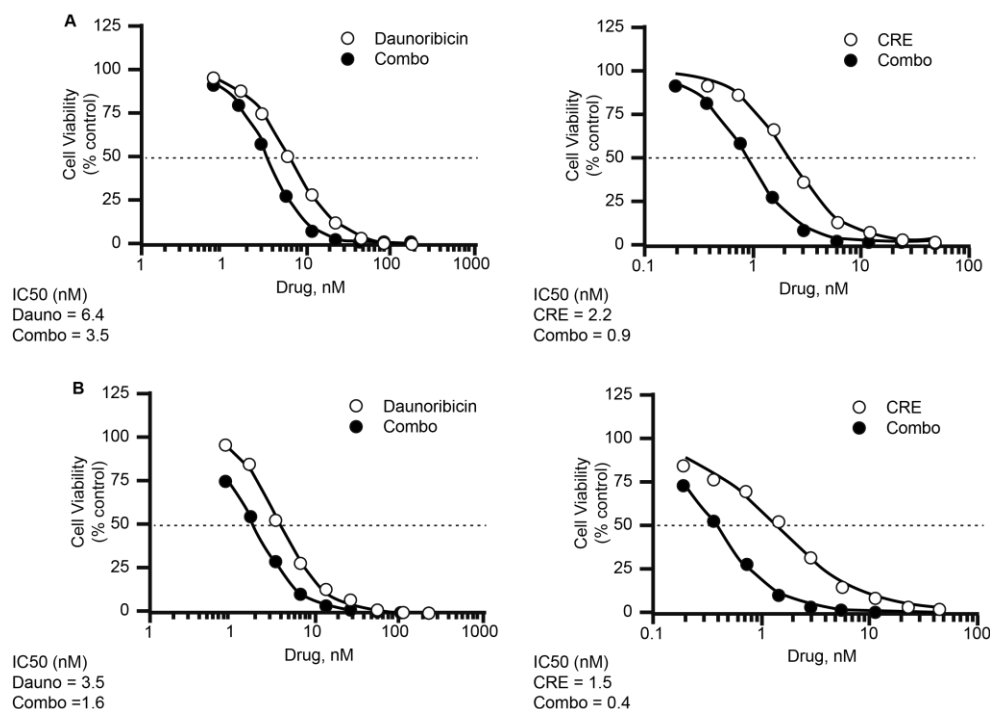 A
Daunoribicin
Combo
Cell Viability
(% control)
125
100
75
50
25
0
1
1
10
100
1000
Drug, nM
IC50 (nM)
Dauno = 6.4
Combo = 3.5
CRE
Combo
Cell Viability
(% control)
125
100
75
50
25
0
0.1
1
10
100
Drug, nM
IC50 (nM)
CRE = 2.2
Combo = 0.9
B
Daunoribicin
Combo
Cell Viability
(% control)
125
100
75
50
25
0
1
1
10
100
1000
Drug, nM
IC50 (nM)
Dauno = 3.5
Combo =1.6
CRE
Combo
Cell Viability
(% control)
125
100
75
50
25
0
0.1
1
10
100
Drug, nM
IC50 (nM)
CRE = 1.5
Combo = 0.4